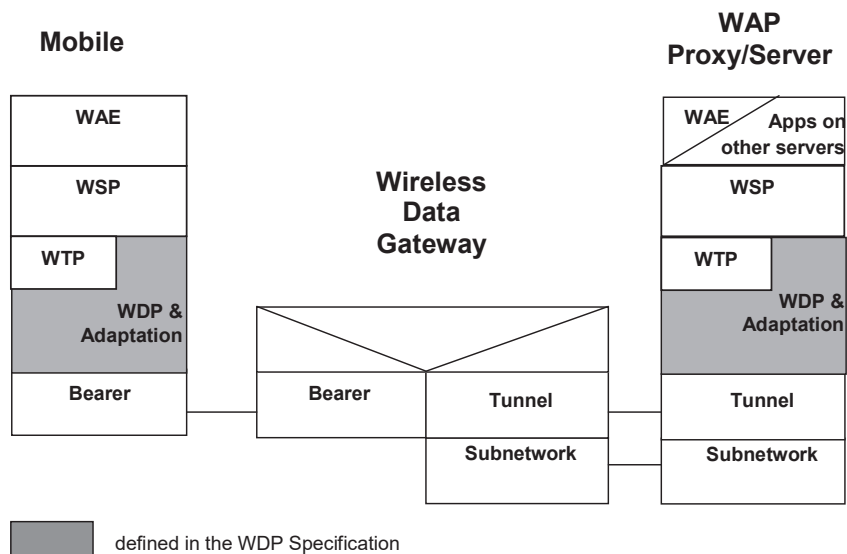 Mobile
WAE
WSP
WTP
WDP &
Adaptation
Bearer
Wireless
Data
Gateway
Bearer
Tunnel
Subnetwork
WAP
Proxy/Server
WAE
Apps on
other servers
WSP
WTP
WDP &
Adaptation
Tunnel
Subnetwork
defined in the WDP Specification